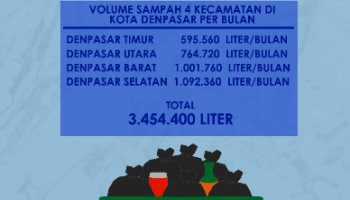 VOLUME SAMPAH 4 KECAMATAN DI
KOTA DENPASAR PER BULAN
DENPASAR TIMUR 595.560 LITER/BULAN
DENPASAR UTARA 764.720 LITER/BULAN
DENPASAR BARAT 1.001.760 LITER/BULAN
DENPASAR SELATAN 1.092.360 LITER/BULAN
TOTAL
3.454.400 LITER